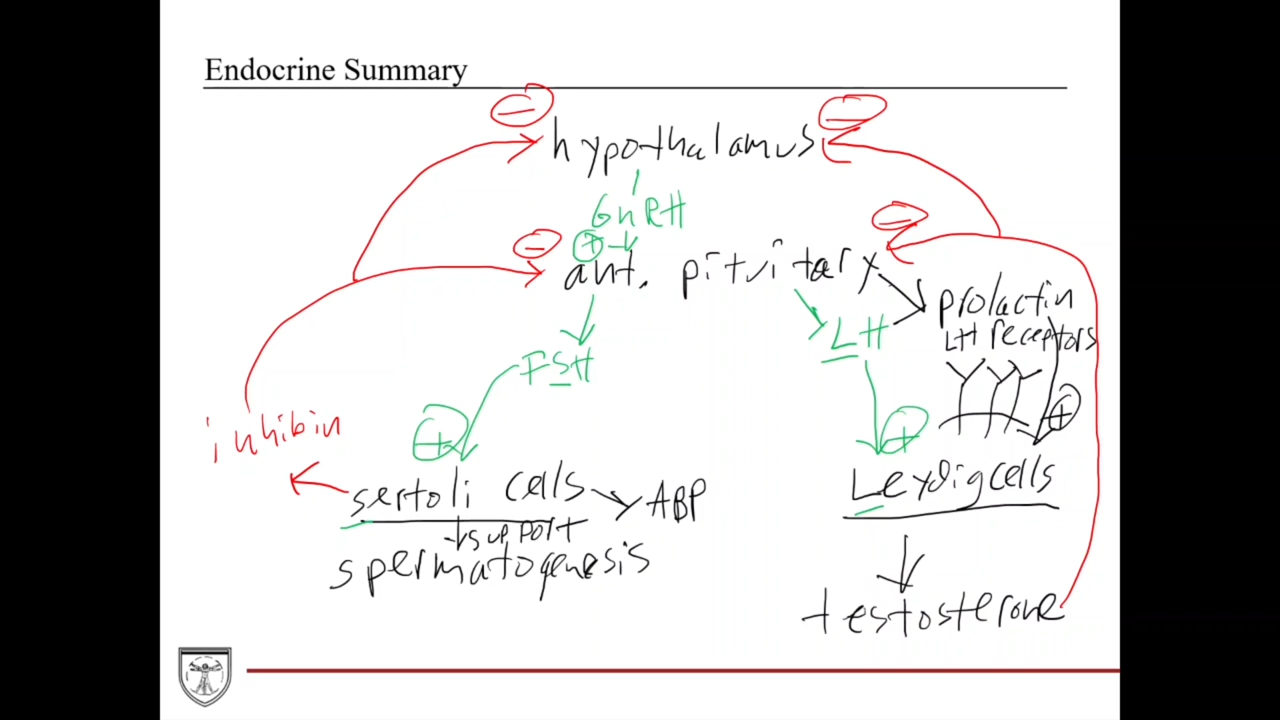 Endocrine Summary
−
−
hypothalamus
GnRH
+
−
−
ant. pituitary
prolactin
LH receptors
LH
FSH
+
+
+
inhibin
sertoli cells
ABP
Leydig cells
support
spermatogenesis
testosterone